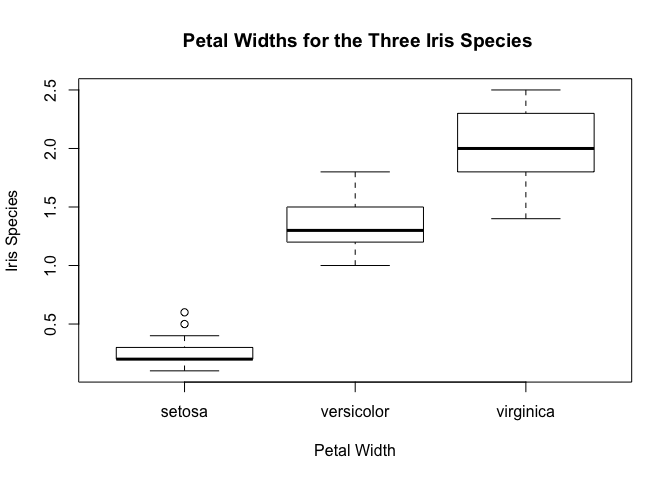 Petal Widths for the Three Iris Species
Iris Species
2.5
2.0
1.5
1.0
0.5
setosa versicolor virginica
Petal Width